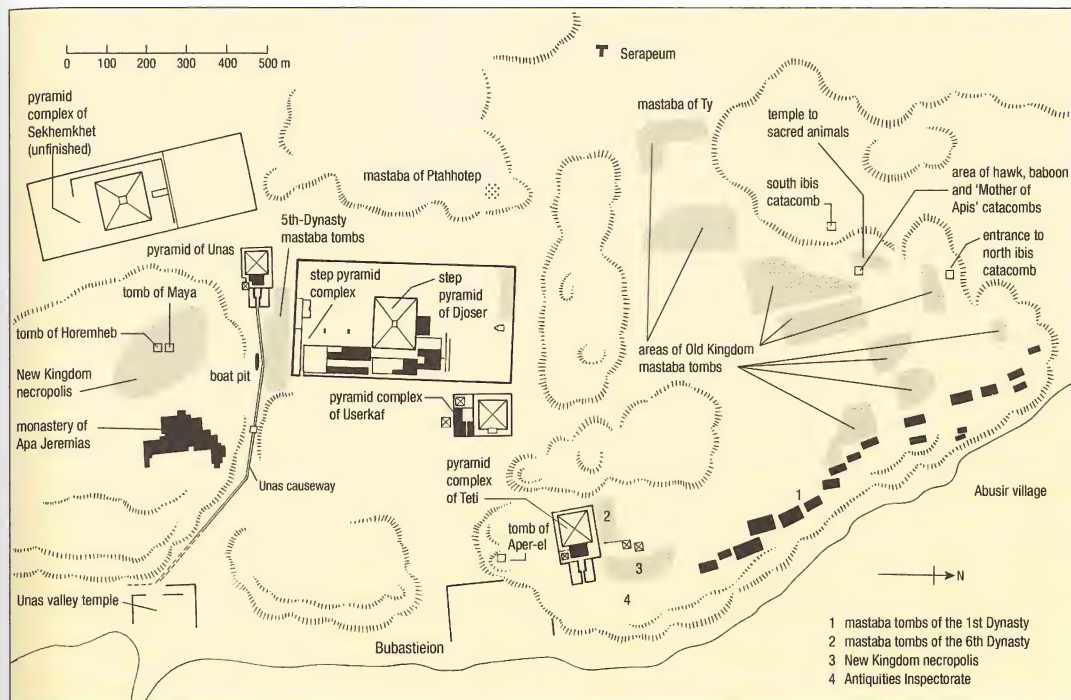 0 100 200 300 400 500 m
T Serapeum
pyramid
complex of
Sekhemkhet
(unfinished)
mastaba of Ty
temple to
sacred animals
area of hawk, baboon
and 'Mother of
Apis' catacombs
mastaba of Ptahhotep
south ibis
catacomb
5th-Dynasty
mastaba tombs
entrance to
north ibis
catacomb
pyramid of Unas
step pyramid
complex
step
pyramid
of Djoser
tomb of Maya
tomb of Horemheb
areas of Old Kingdom
mastaba tombs
New Kingdom
necropolis
boat pit
pyramid complex
of Userkaf
monastery of
Apa Jeremias
Unas causeway
pyramid
complex
of Teti
Abusir village
1
tomb of
Aper-el
2
3
4
N
Unas valley temple
Bubastieion
1 mastaba tombs of the 1st Dynasty
2 mastaba tombs of the 6th Dynasty
3 New Kingdom necropolis
4 Antiquities Inspectorate